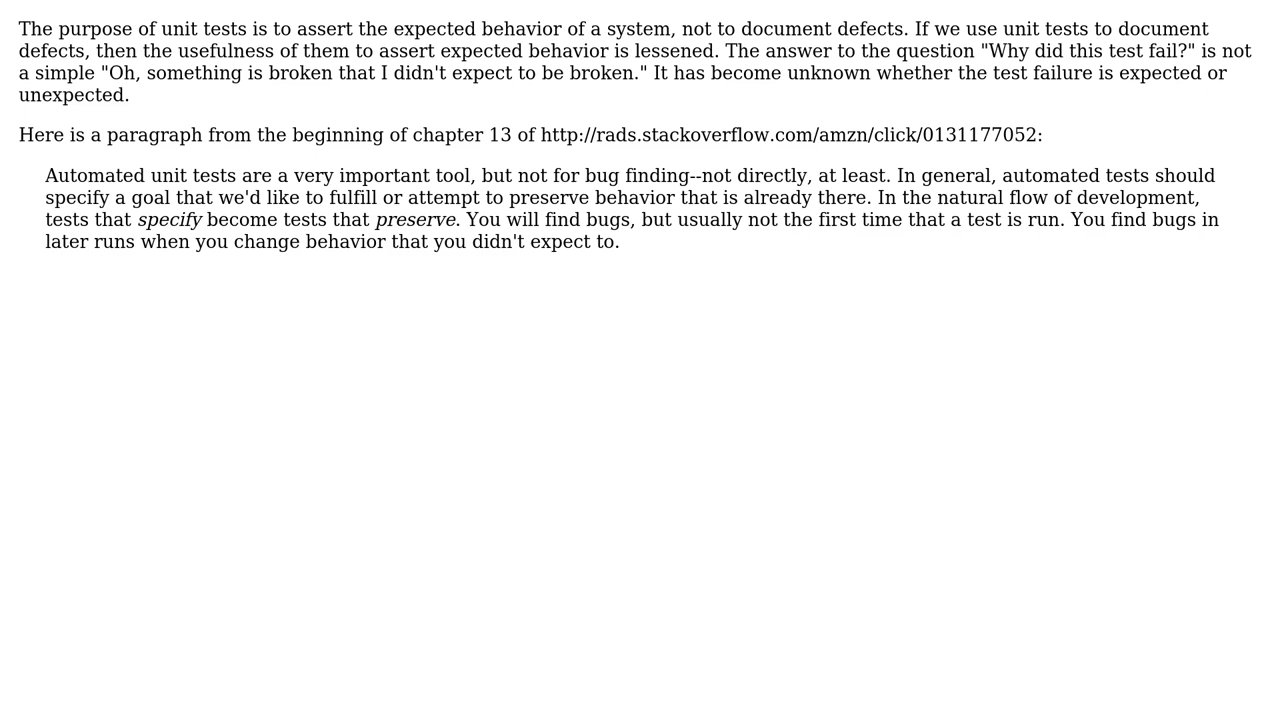 The purpose of unit tests is to assert the expected behavior of a system, not to document defects. If we use unit tests to document
defects, then the usefulness of them to assert expected behavior is lessened. The answer to the question "Why did this test fail?" is not
a simple "Oh, something is broken that I didn't expect to be broken." It has become unknown whether the test failure is expected or
unexpected.
Here is a paragraph from the beginning of chapter 13 of http://rads.stackoverflow.com/amzn/click/0131177052:
Automated unit tests are a very important tool, but not for bug finding--not directly, at least. In general, automated tests should
specify a goal that we'd like to fulfill or attempt to preserve behavior that is already there. In the natural flow of development,
tests that specify become tests that preserve. You will find bugs, but usually not the first time that a test is run. You find bugs in
later runs when you change behavior that you didn't expect to.